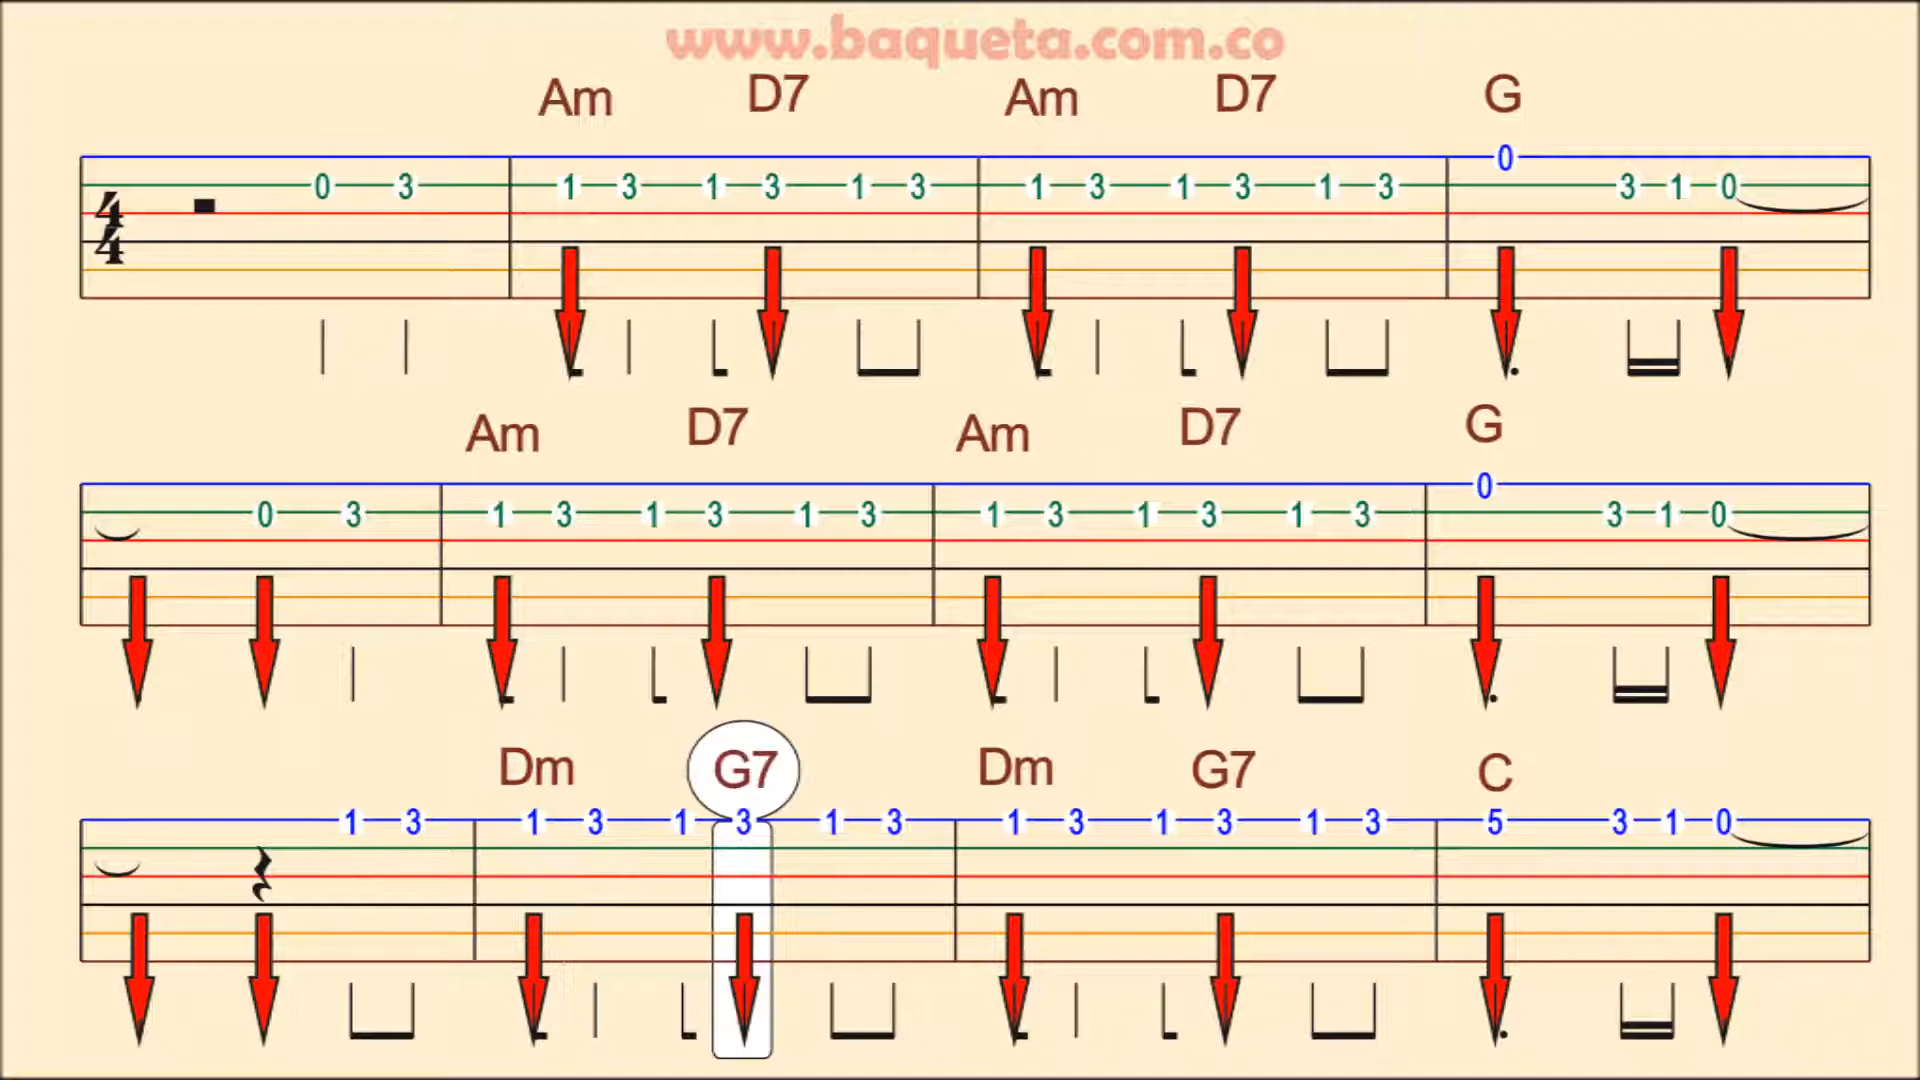 www.baqueta.com.co
Am D7 Am D7 G
0
0 3 1 3 1 3 1 3 1 3 1 3 1 3 3 1 0
4
4
Am D7 Am D7 G
0
0 3 1 3 1 3 1 3 1 3 1 3 1 3 3 1 0
Dm G7 Dm G7 C
1 3 1 3 1 3 1 3 1 3 1 3 1 3 5 3 1 0